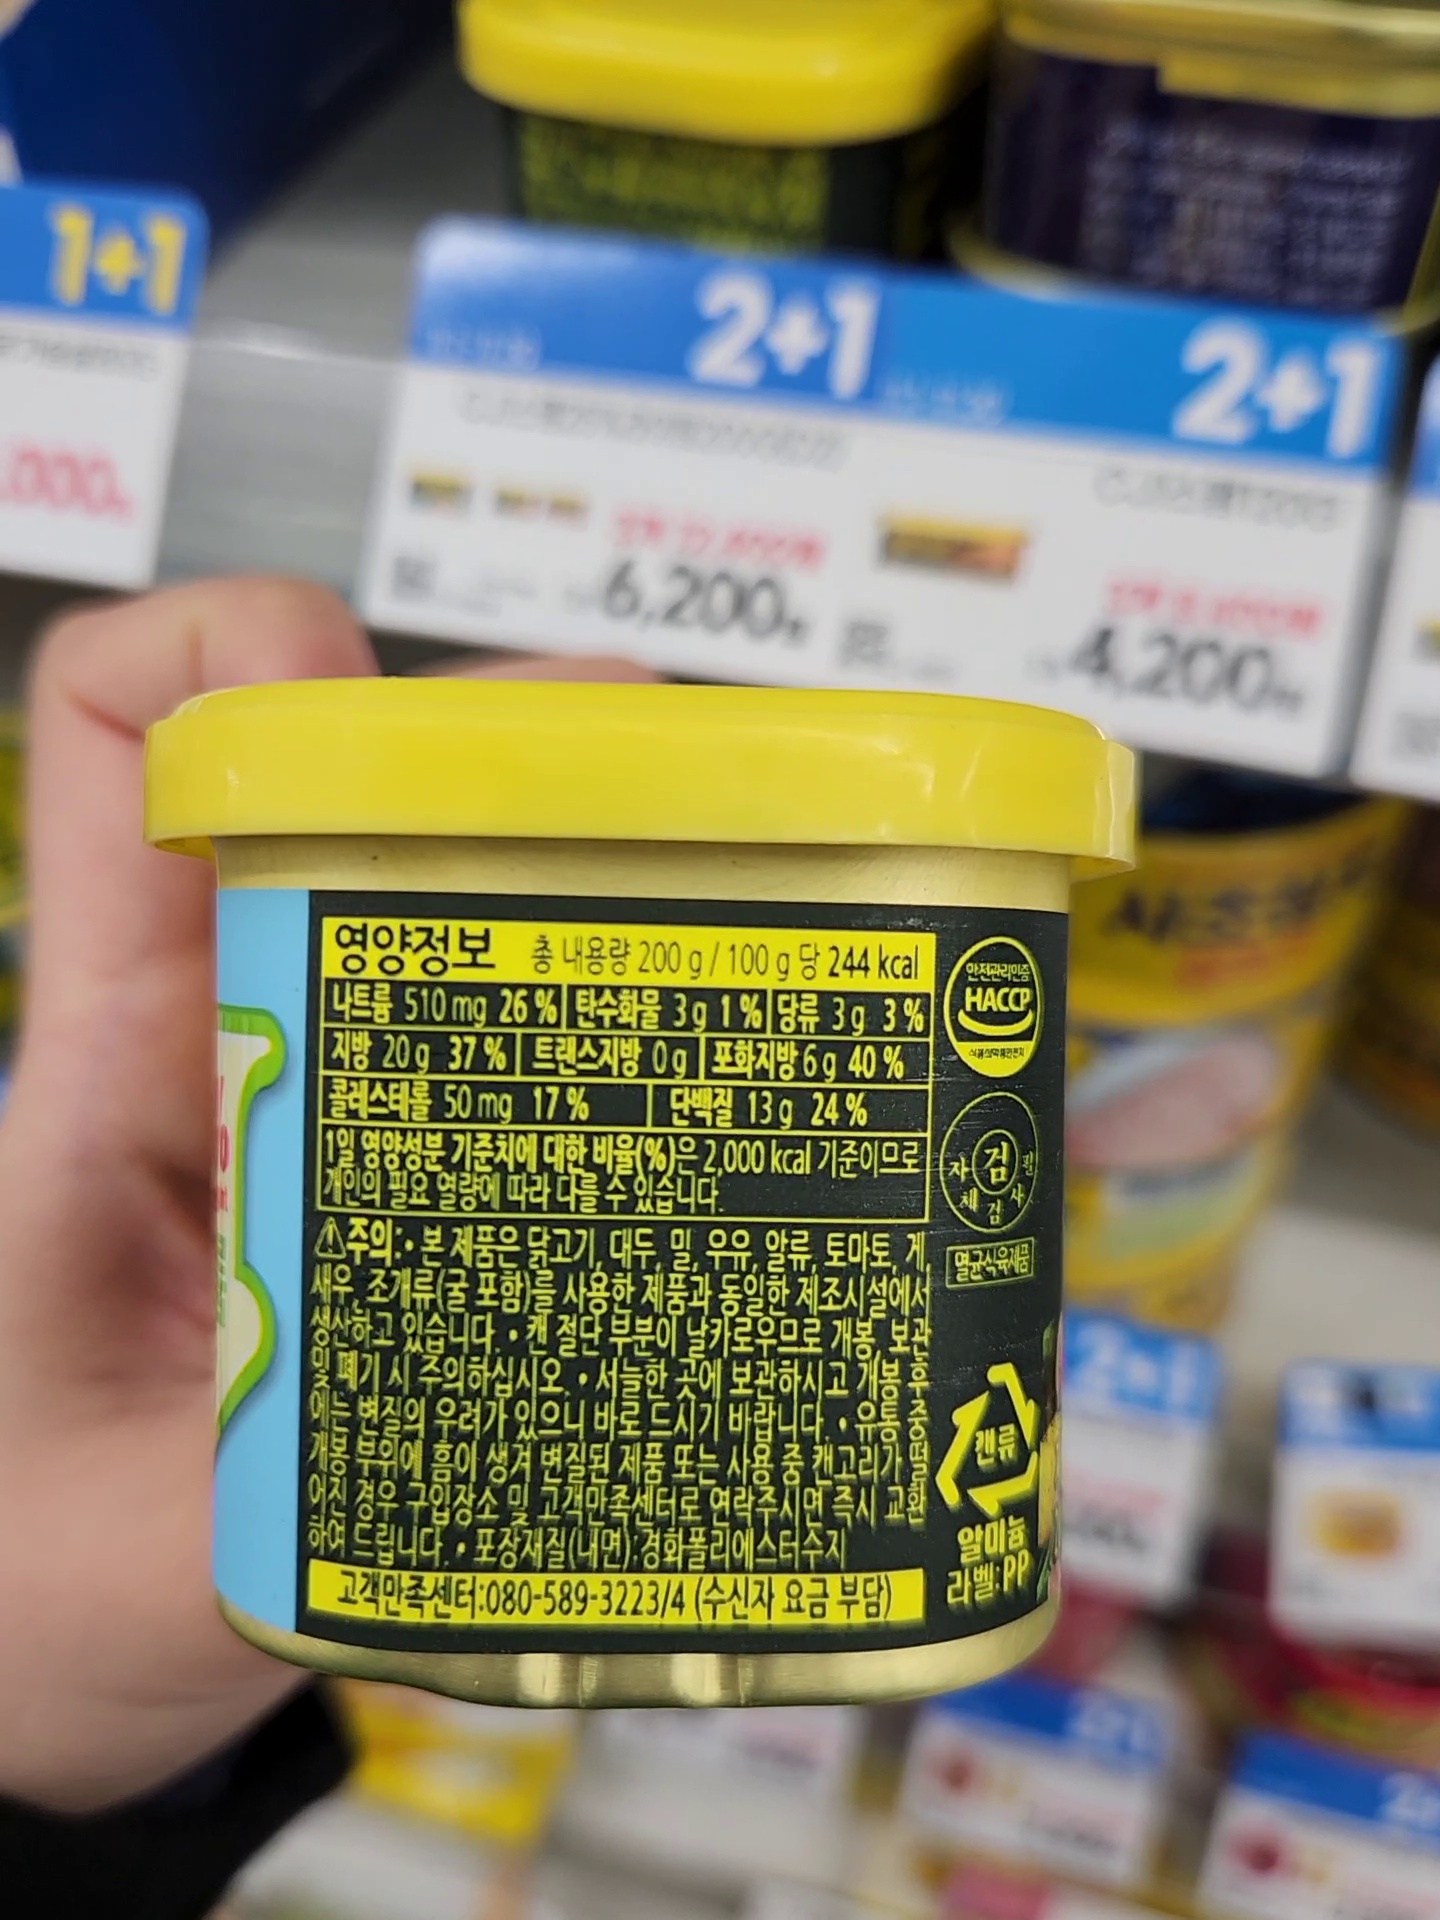 1+1
2+1
2+1
6,200
4,200
영양정보 총 내용량 200 g / 100 g 당 244 kcal
나트륨 510 mg 26 % 탄수화물 3 g 1 % 당류 3 g 3 %
지방 20 g 37 % 트랜스지방 0 g 포화지방 6 g 40 %
콜레스테롤 50 mg 17 % 단백질 13 g 24 %
1일 영양성분 기준치에 대한 비율(%)은 2,000 kcal 기준이므로
개인의 필요 열량에 따라 다를 수 있습니다.
주의:• 본 제품은 닭고기, 대두, 밀, 우유, 알류, 토마토, 게,
새우, 조개류(굴 포함)를 사용한 제품과 동일한 제조시설에서
생산하고 있습니다. • 캔 절단 부분이 날카로우므로 개봉, 보관
및 폐기 시 주의하십시오. • 서늘한 곳에 보관하시고 개봉 후
에는 변질의 우려가 있으니 바로 드시기 바랍니다. • 유통 중
개봉 부위에 흠이 생겨 변질된 제품 또는 사용 중 캔고리가 떨
어진 경우 구입장소 및 고객만족센터로 연락주시면 즉시 교환
하여 드립니다. • 포장재질(내면):경화폴리에스터수지
고객만족센터:080-589-3223/4 (수신자 요금 부담)
안전관리인증
HACCP
식품의약품안전처
검
자체검사필
멸균식육제품
캔류
알미늄
라벨:PP
2+1